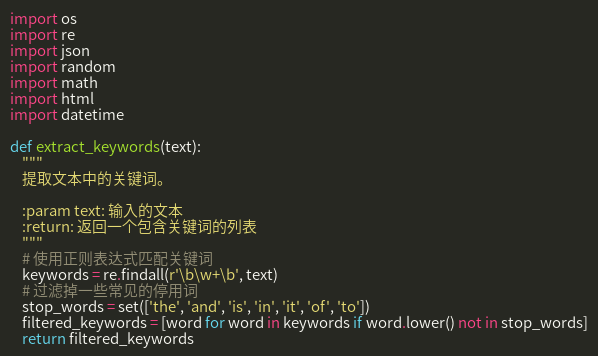 import os
import re
import json
import random
import math
import html
import datetime

def extract_keywords(text):
    """
    提取文本中的关键词。

    :param text: 输入的文本
    :return: 返回一个包含关键词的列表
    """
    # 使用正则表达式匹配关键词
    keywords = re.findall(r'\b\w+\b', text)
    # 过滤掉一些常见的停用词
    stop_words = set(['the', 'and', 'is', 'in', 'it', 'of', 'to'])
    filtered_keywords = [word for word in keywords if word.lower() not in stop_words]
    return filtered_keywords